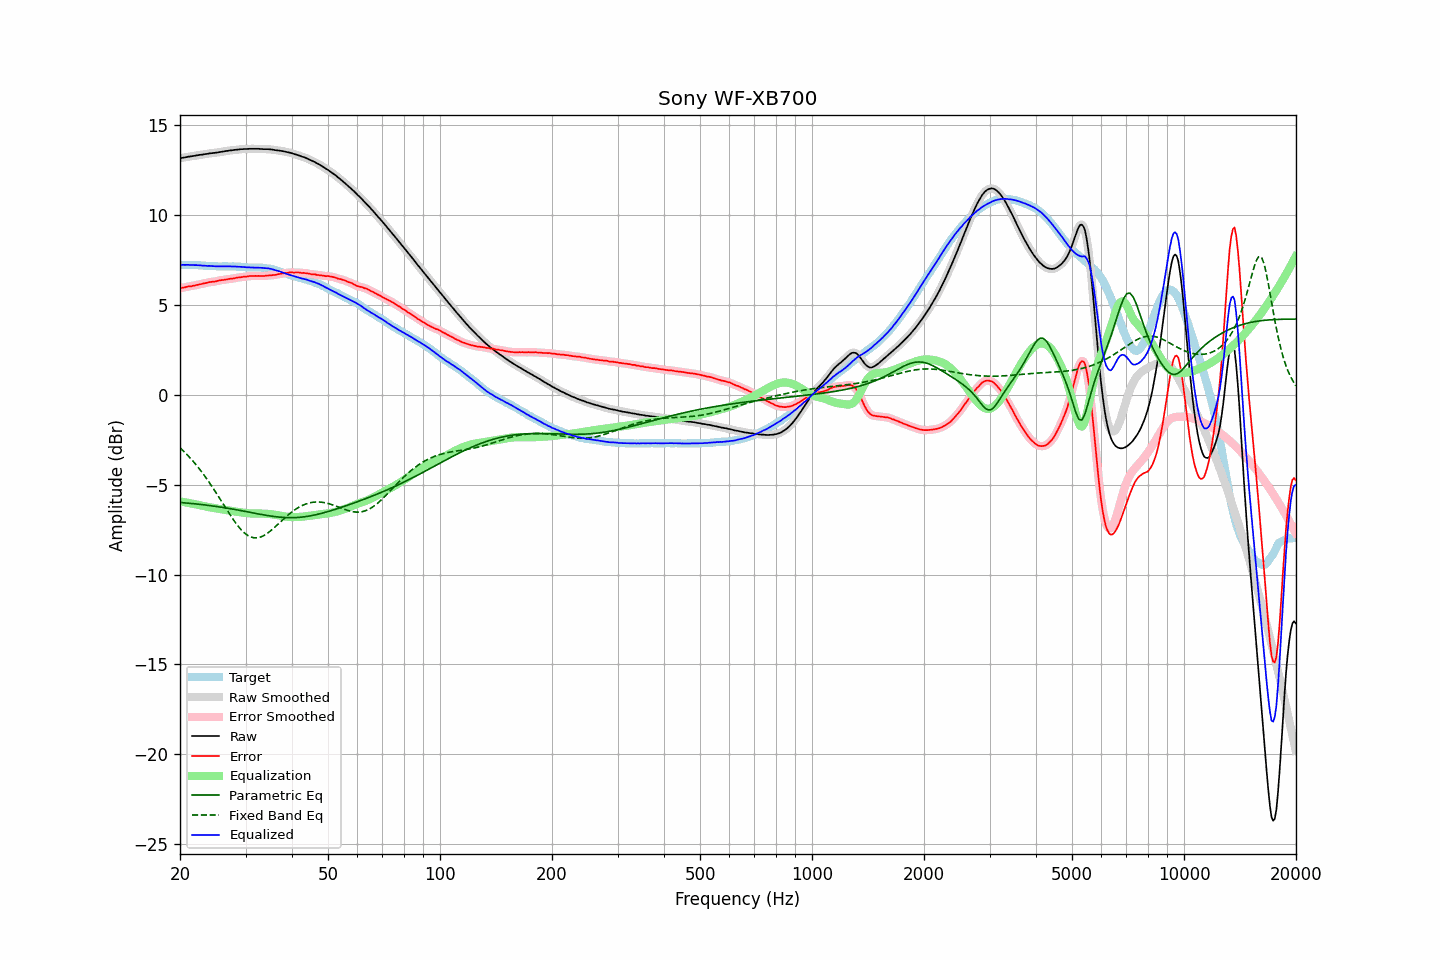 Sony WF-XB700
Amplitude (dBr)
15
10
5
0
−5
−10
−15
−20
−25
Target
Raw Smoothed
Error Smoothed
Raw
Error
Equalization
Parametric Eq
Fixed Band Eq
Equalized
20 50 100 200 500 1000 2000 5000 10000 20000
Frequency (Hz)